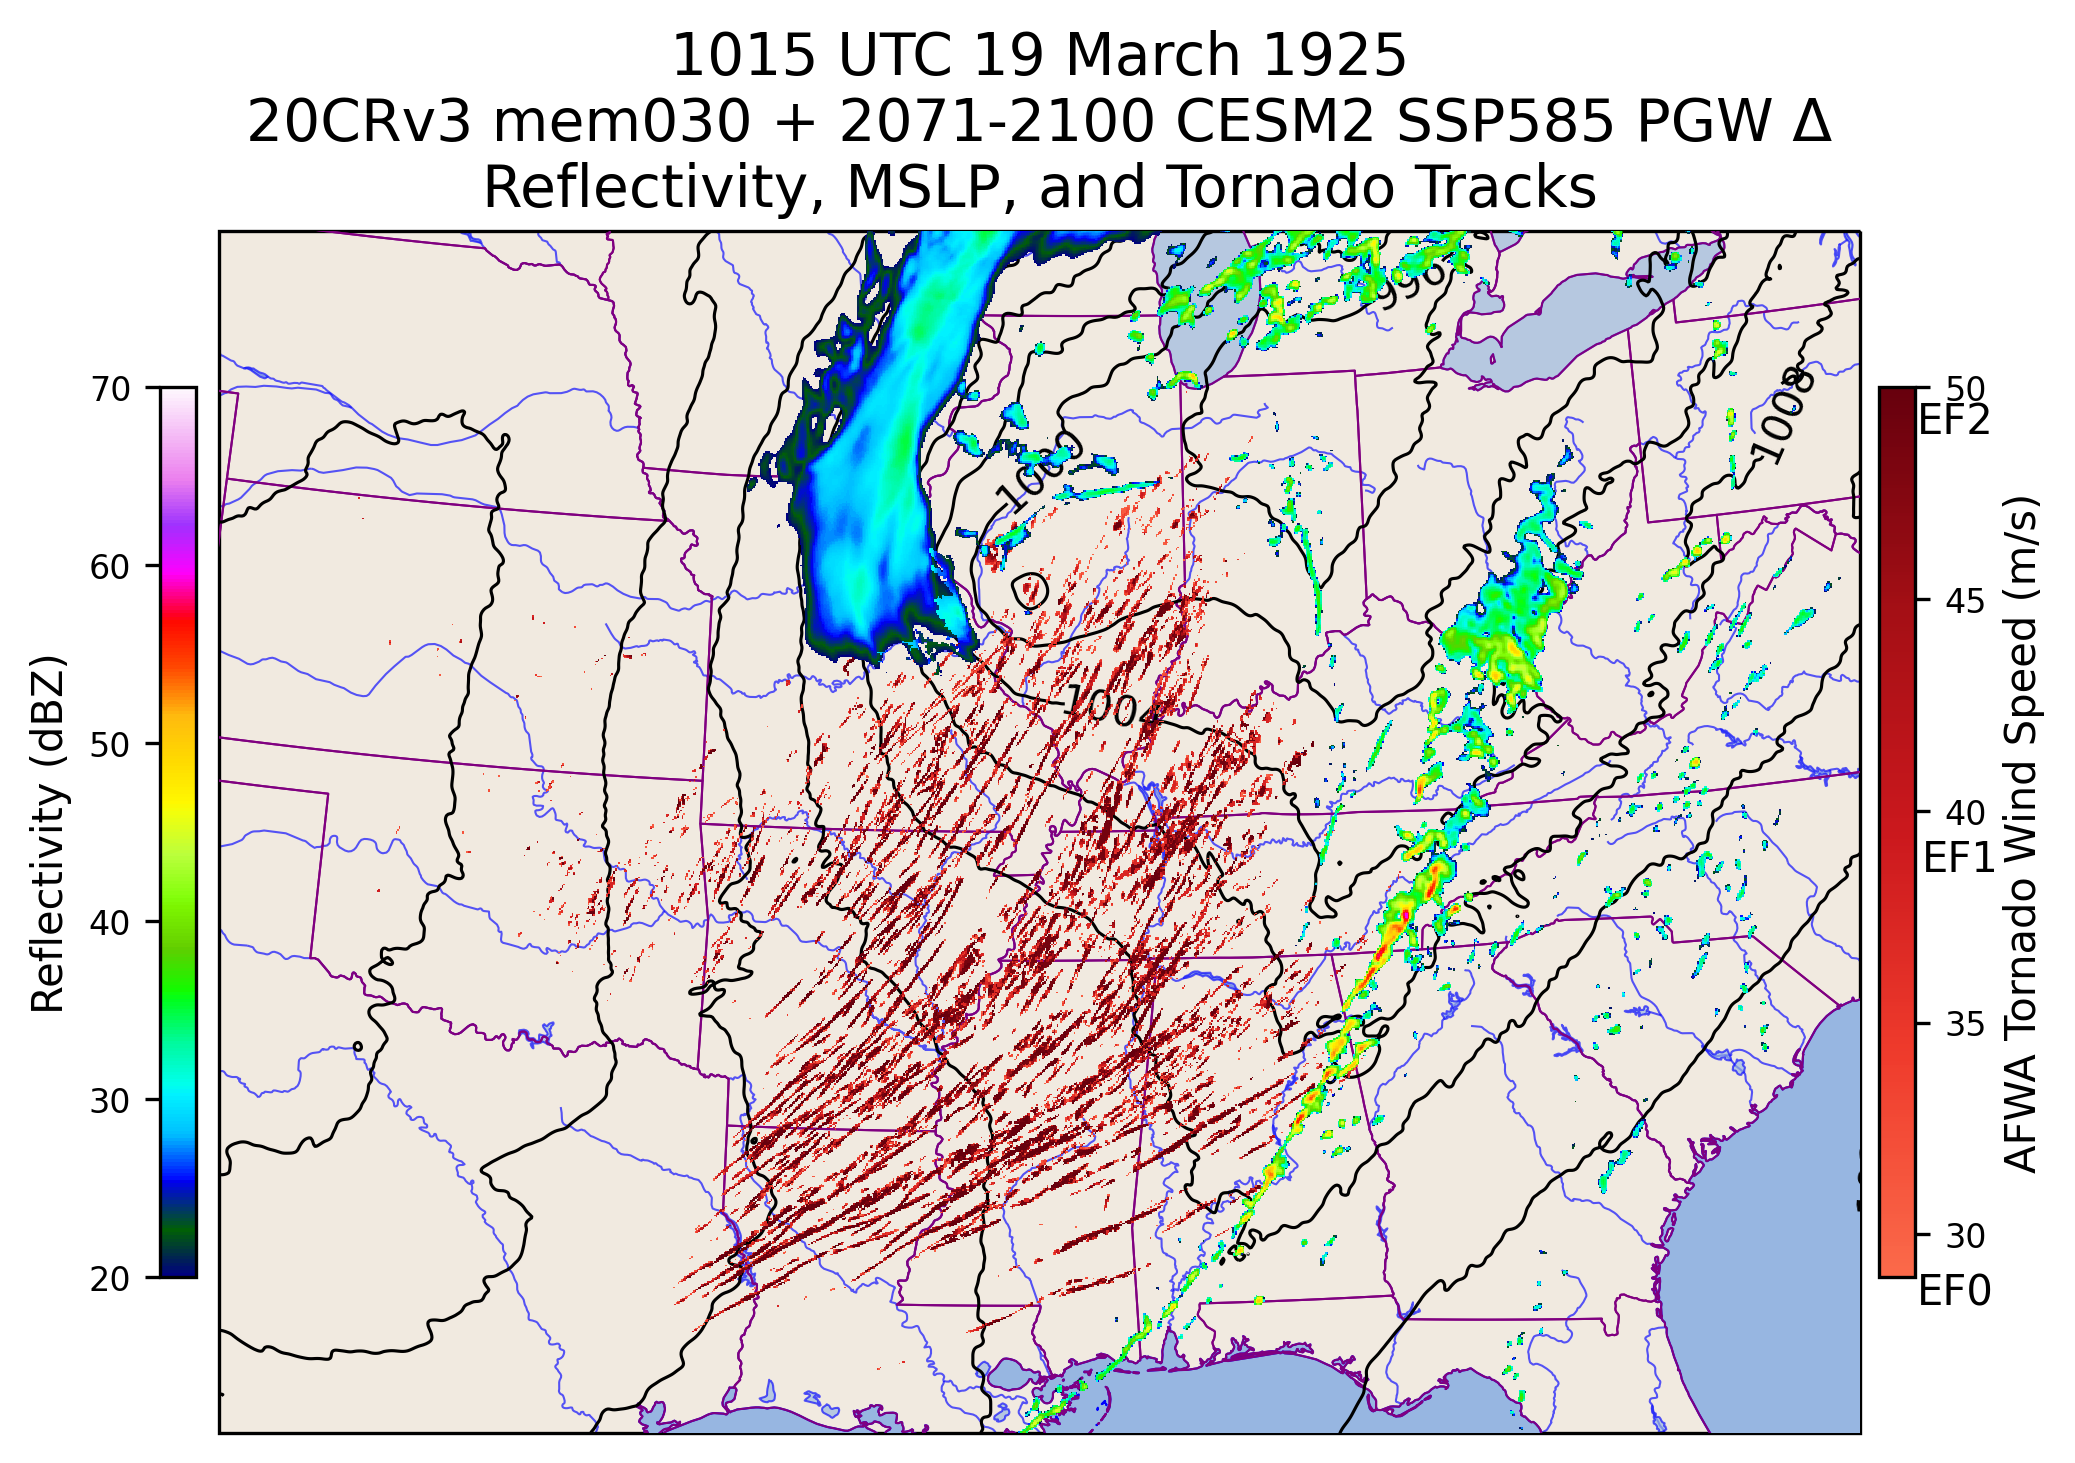 1015 UTC 19 March 1925
20CRv3 mem030 + 2071-2100 CESM2 SSP585 PGW Δ
Reflectivity, MSLP, and Tornado Tracks
Reflectivity (dBZ)
70
60
50
40
30
20
996
1008
1000
1004
50
EF2
45
40
EF1
35
30
EF0
AFWA Tornado Wind Speed (m/s)